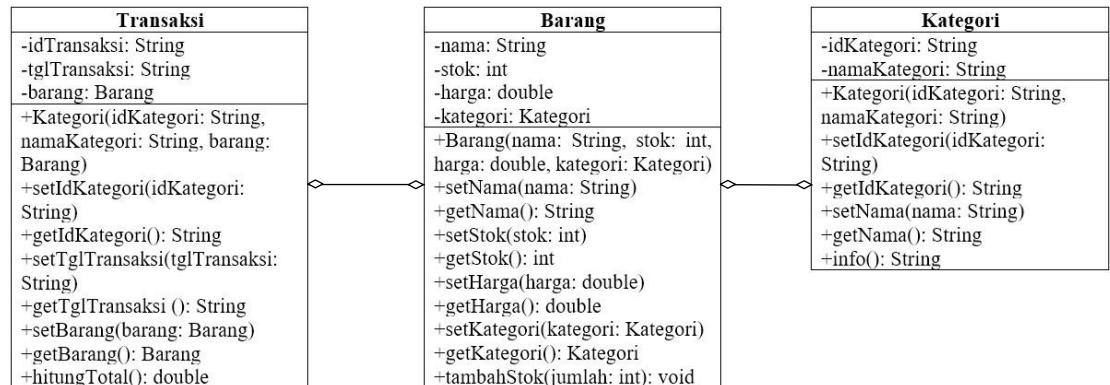 Transaksi
-idTransaksi: String
-tglTransaksi: String
-barang: Barang
+Kategori(idKategori: String,
namaKategori: String, barang:
Barang)
+setIdKategori(idKategori:
String)
+getIdKategori(): String
+setTglTransaksi(tglTransaksi:
String)
+getTglTransaksi (): String
+setBarang(barang: Barang)
+getBarang(): Barang
+hitungTotal(): double
Barang
-nama: String
-stok: int
-harga: double
-kategori: Kategori
+Barang(nama: String, stok: int,
harga: double, kategori: Kategori)
+setNama(nama: String)
+getNama(): String
+setStok(stok: int)
+getStok(): int
+setHarga(harga: double)
+getHarga(): double
+setKategori(kategori: Kategori)
+getKategori(): Kategori
+tambahStok(jumlah: int): void
Kategori
-idKategori: String
-namaKategori: String
+Kategori(idKategori: String,
namaKategori: String)
+setIdKategori(idKategori:
String)
+getIdKategori(): String
+setNama(nama: String)
+getNama(): String
+info(): String